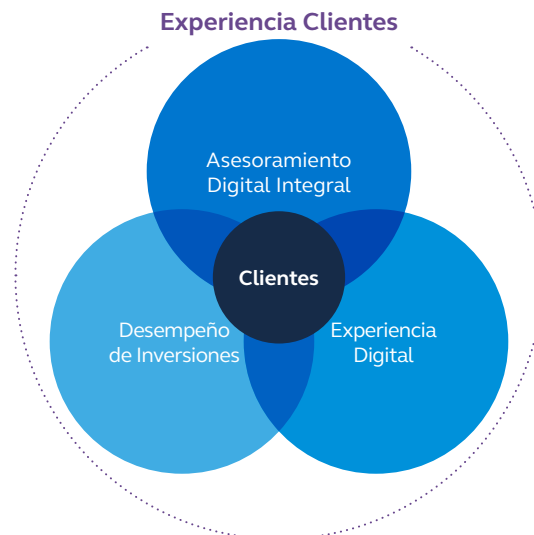 Experiencia Clientes
Asesoramiento
Digital Integral
Clientes
Desempeño
de Inversiones
Experiencia
Digital